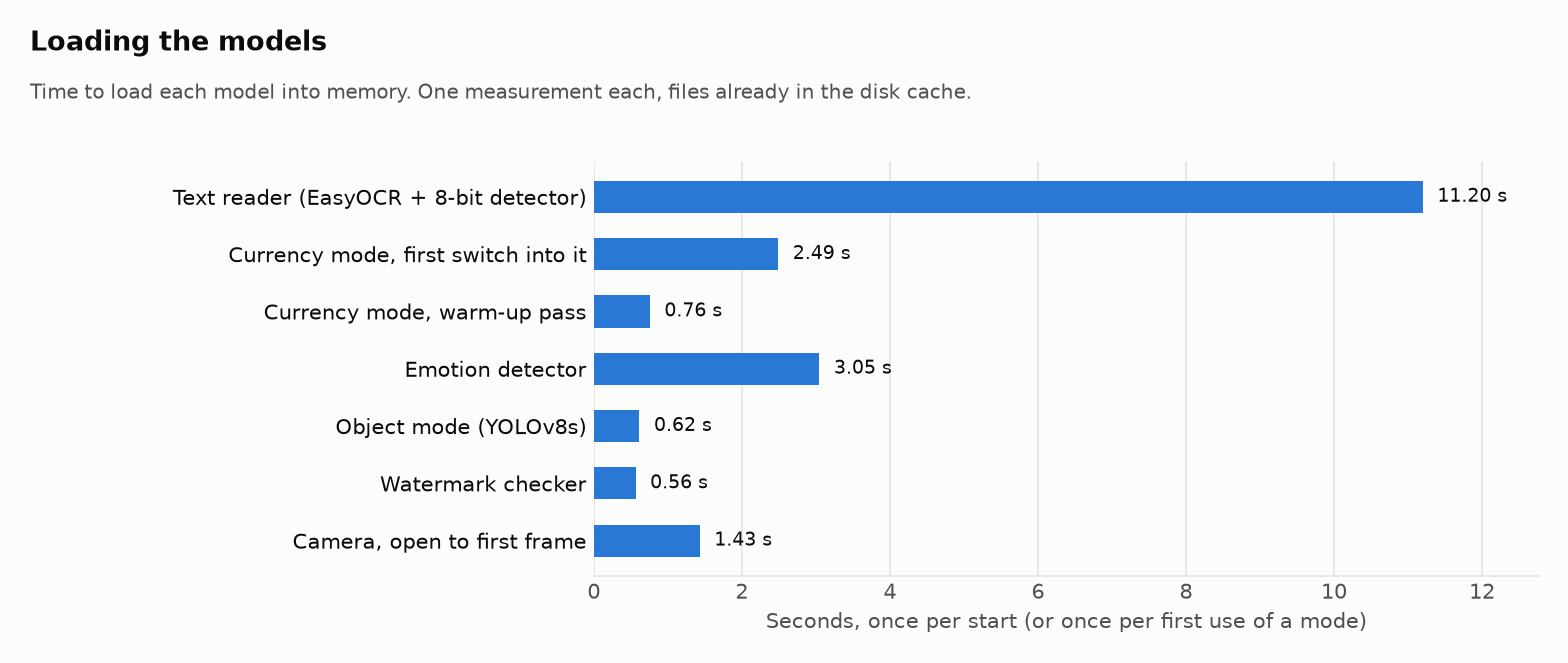 Loading the models
Time to load each model into memory. One measurement each, files already in the disk cache.
Text reader (EasyOCR + 8-bit detector) 11.20 s
Currency mode, first switch into it 2.49 s
Currency mode, warm-up pass 0.76 s
Emotion detector 3.05 s
Object mode (YOLOv8s) 0.62 s
Watermark checker 0.56 s
Camera, open to first frame 1.43 s
0 2 4 6 8 10 12
Seconds, once per start (or once per first use of a mode)